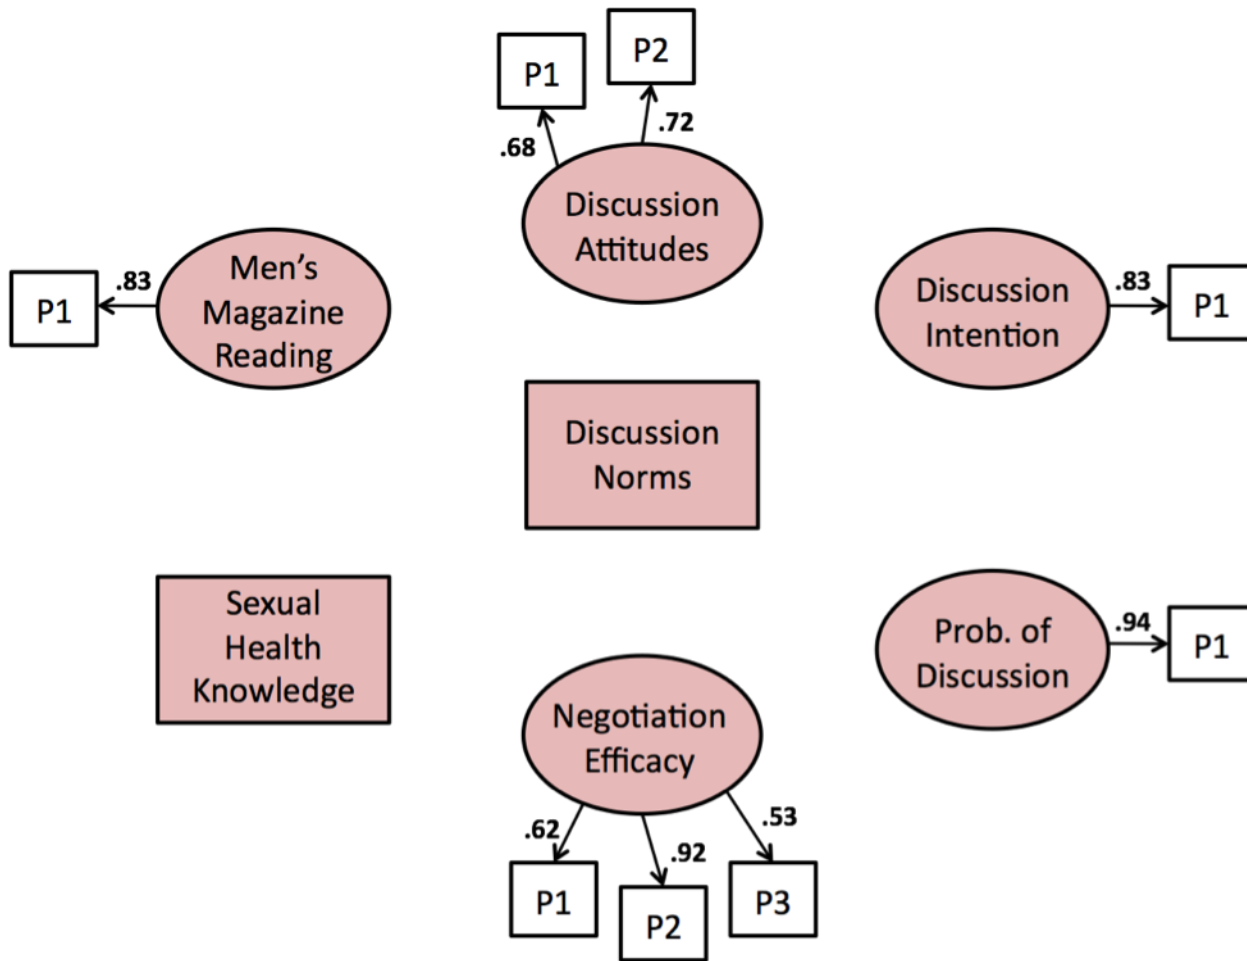 P1
P2
.68
.72
Discussion
Attitudes
P1
.83
Men’s
Magazine
Reading
Discussion
Intention
.83
P1
Discussion
Norms
Sexual
Health
Knowledge
Prob. of
Discussion
.94
P1
Negotiation
Efficacy
.62
.92
.53
P1
P2
P3